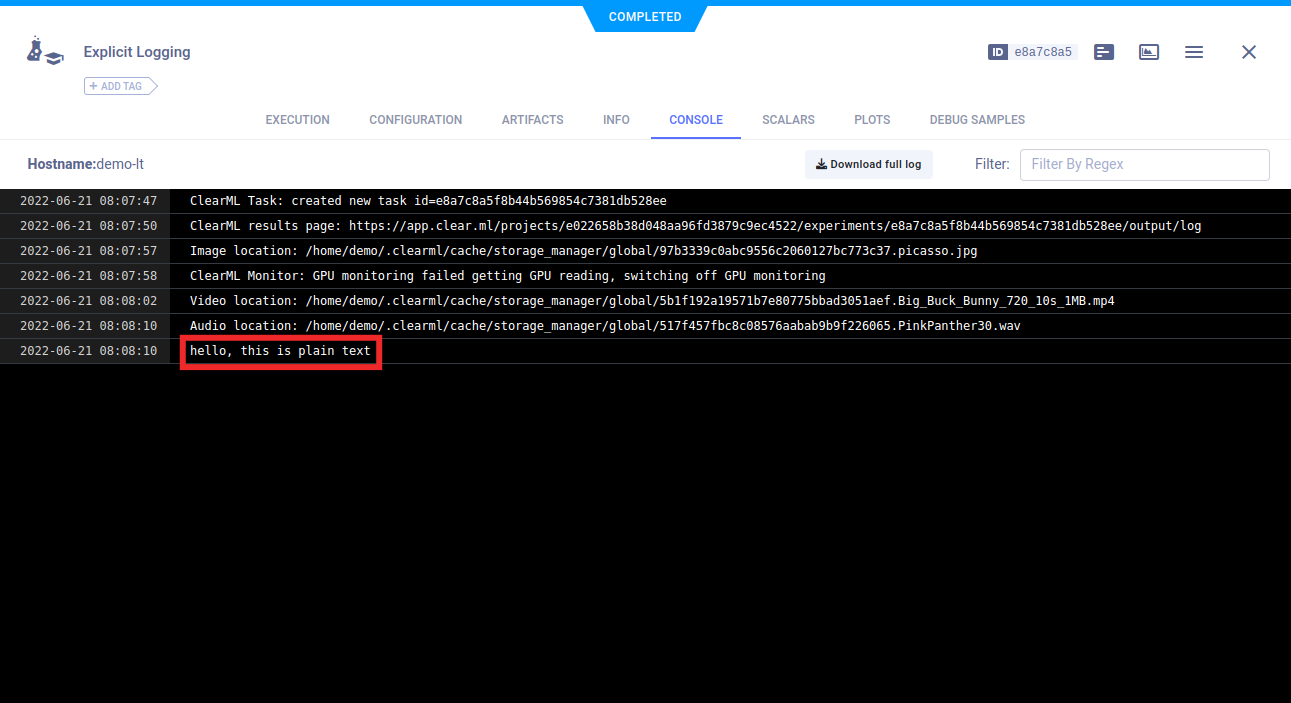 COMPLETED
Explicit Logging
ID e8a7c8a5
+ ADD TAG
EXECUTION CONFIGURATION ARTIFACTS INFO CONSOLE SCALARS PLOTS DEBUG SAMPLES
Hostname:demo-lt Download full log Filter: Filter By Regex
2022-06-21 08:07:47 ClearML Task: created new task id=e8a7c8a5f8b44b569854c7381db528ee
2022-06-21 08:07:50 ClearML results page: https://app.clear.ml/projects/e022658b38d048aa96fd3879c9ec4522/experiments/e8a7c8a5f8b44b569854c7381db528ee/output/log
2022-06-21 08:07:57 Image location: /home/demo/.clearml/cache/storage_manager/global/97b3339c0abc9556c2060127bc773c37.picasso.jpg
2022-06-21 08:07:58 ClearML Monitor: GPU monitoring failed getting GPU reading, switching off GPU monitoring
2022-06-21 08:08:02 Video location: /home/demo/.clearml/cache/storage_manager/global/5b1f192a19571b7e80775bbad3051aef.Big_Buck_Bunny_720_10s_1MB.mp4
2022-06-21 08:08:10 Audio location: /home/demo/.clearml/cache/storage_manager/global/517f457fbc8c08576aabab9b9f226065.PinkPanther30.wav
2022-06-21 08:08:10 hello, this is plain text